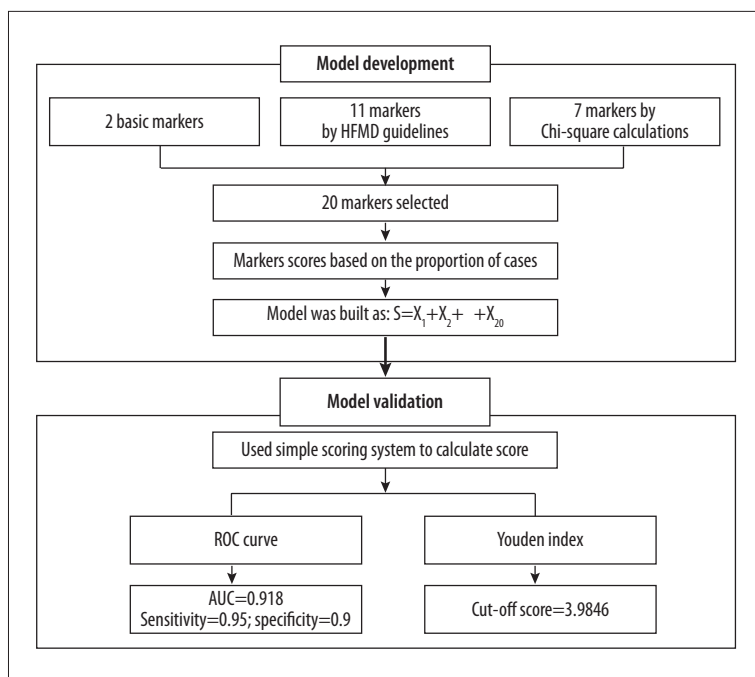 Model development
2 basic markers
11 markers
by HFMD guidelines
7 markers by
Chi-square calculations
20 markers selected
Markers scores based on the proportion of cases
Model was built as: S=X₁+X₂+ +X₂₀
Model validation
Used simple scoring system to calculate score
ROC curve
Youden index
AUC=0.918
Sensitivity=0.95; specificity=0.9
Cut-off score=3.9846